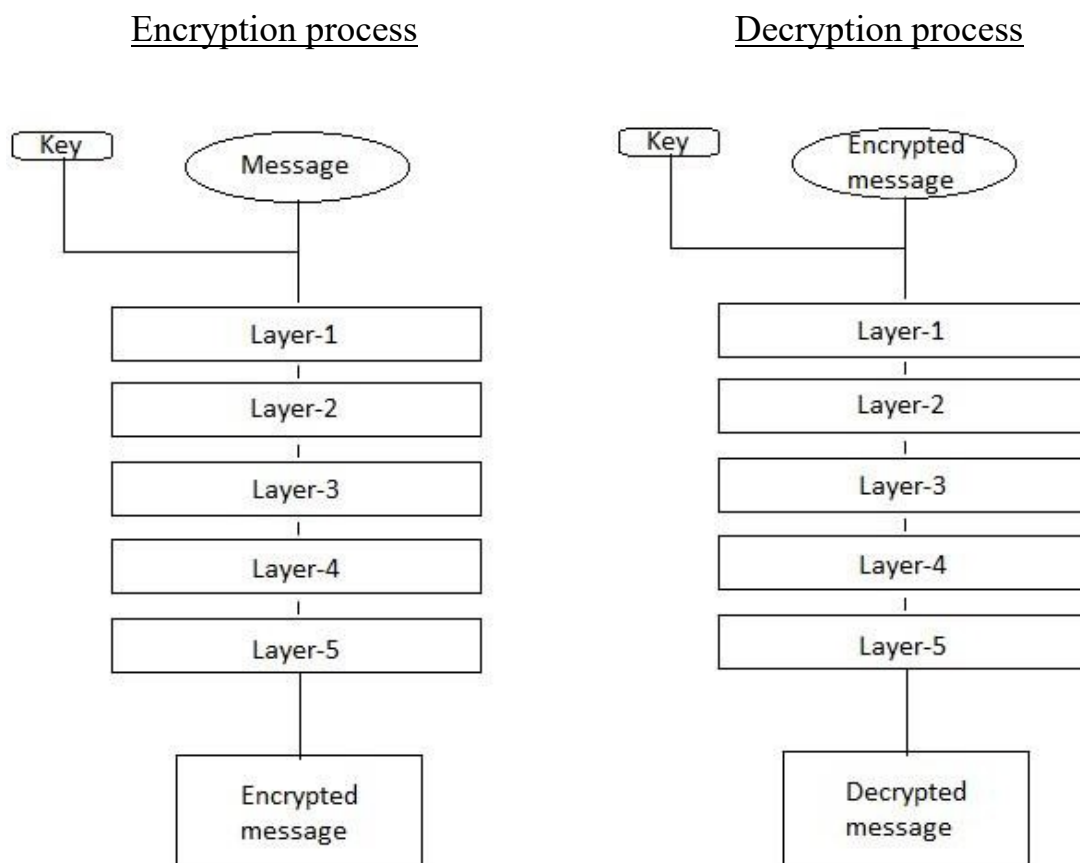 Encryption process
Key
Message
Layer-1
Layer-2
Layer-3
Layer-4
Layer-5
Encrypted
message
Decryption process
Key
Encrypted
message
Layer-1
Layer-2
Layer-3
Layer-4
Layer-5
Decrypted
message